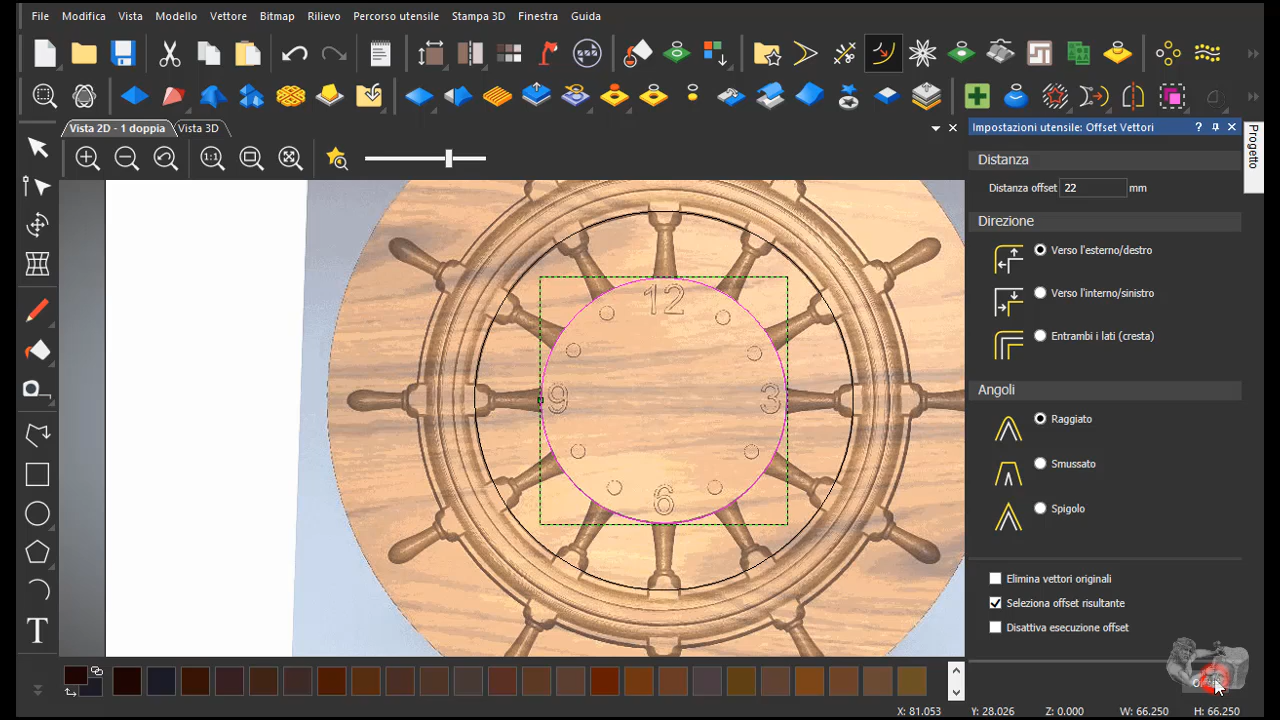 File Modifica Vista Modello Vettore Bitmap Rilievo Percorso utensile Stampa 3D Finestra Guida
Vista 2D - 1 doppia Vista 3D
Impostazioni utensile: Offset Vettori ?
1:1
Progetto
Distanza
Distanza offset 22 mm
Direzione
Verso l'esterno/destro
Verso l'interno/sinistro
Entrambi i lati (cresta)
Angoli
Raggiato
Smussato
Spigolo
Elimina vettori originali
Seleziona offset risultante
Disattiva esecuzione offset
12
9 3
6
T
X: 81.053 Y: 28.026 Z: 0.000 W: 66.250 H: 66.250